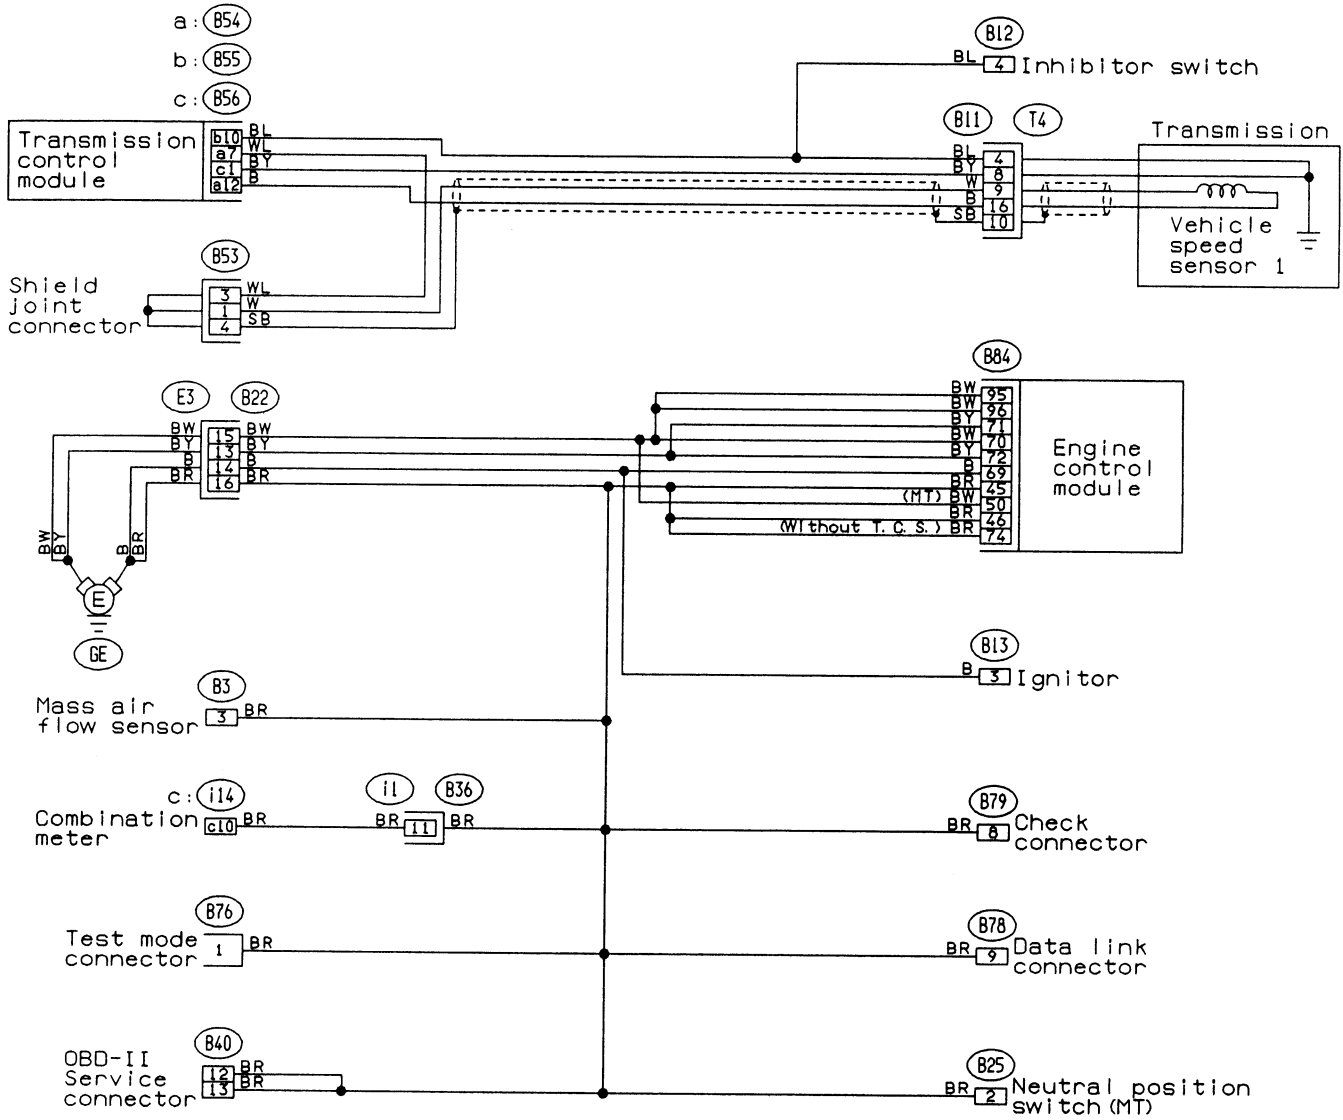 a: B54
b: B55
c: B56
Transmission
control
module
b10 BL
a7 WL
c1 BY
a12 B
B12
BL 4 Inhibitor switch
B11 T4
BL 4
BY 8
W 9
B 16
SB 10
Transmission
Vehicle
speed
sensor 1
B53
Shield
joint
connector
3 WL
1 W
4 SB
E3 B22
BW 15 BW
BY 13 BY
B 14 B
BR 16 BR
BW BY B BR
E
GE
B84
BW 95
BW 96
BY 71
BW 70
BY 72
B 69
BR 45
(MT) BW 50
BR 46
(WIthout T.C.S.) BR 74
Engine
control
module
B13
B 3 Ignitor
B3
Mass air
flow sensor
3 BR
c: i14
Combination
meter
c10 BR
i1 B36
BR 11 BR
B79
BR 8 Check
connector
B76
Test mode
connector
1 BR
B78
BR 9 Data link
connector
B40
OBD-II
Service
connector
12 BR
13 BR
B25
BR 2 Neutral position
switch (MT)